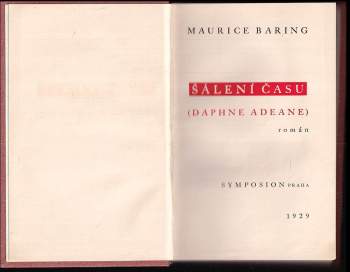 MAURICE BARING
ŠÁLENÍ ČASU
(DAPHNE ADEANE)
román
SYMPOSION PRAHA
1929